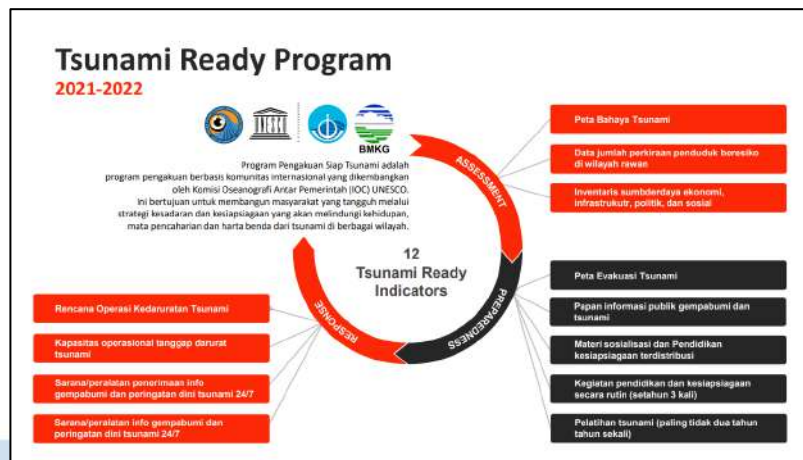 Tsunami Ready Program
2021-2022
UNESCO
BMKG
Program Pengakuan Siap Tsunami adalah
program pengakuan berbasis komunitas internasional yang dikembangkan
oleh Komisi Oseanografi Antar Pemerintah (IOC) UNESCO.
Ini bertujuan untuk membangun masyarakat yang tangguh melalui
strategi kesadaran dan kesiapsiagaan yang akan melindungi kehidupan,
mata pencaharian dan harta benda dari tsunami di berbagai wilayah.
12
Tsunami Ready
Indicators
ASSESSMENT
Peta Bahaya Tsunami
Data jumlah perkiraan penduduk beresiko
di wilayah rawan
Inventaris sumbderdaya ekonomi,
infrastrukutr, politik, dan sosial
PREPAREDNESS
Peta Evakuasi Tsunami
Papan informasi publik gempabumi dan
tsunami
Materi sosialisasi dan Pendidikan
kesiapsiagaan terdistribusi
Kegiatan pendidikan dan kesiapsiagaan
secara rutin (setahun 3 kali)
Pelatihan tsunami (paling tidak dua tahun
tahun sekali)
RESPONSE
Rencana Operasi Kedaruratan Tsunami
Kapasitas operasional tanggap darurat
tsunami
Sarana/peralatan penerimaan info
gempabumi dan peringatan dini tsunami 24/7
Sarana/peralatan info gempabumi dan
peringatan dini tsunami 24/7